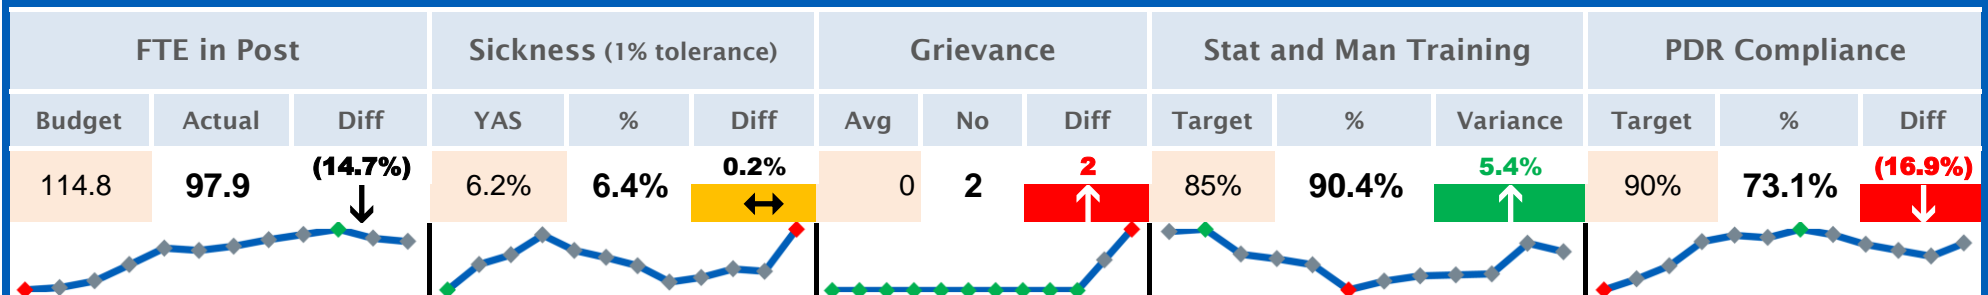 FTE in Post Sickness (1% tolerance) Grievance Stat and Man Training PDR Compliance
Budget Actual Diff YAS % Diff Avg No Diff Target % Variance Target % Diff
114.8 97.9 (14.7%) 6.2% 6.4% 0.2% 0 2 2 85% 90.4% 5.4% 90% 73.1% (16.9%)